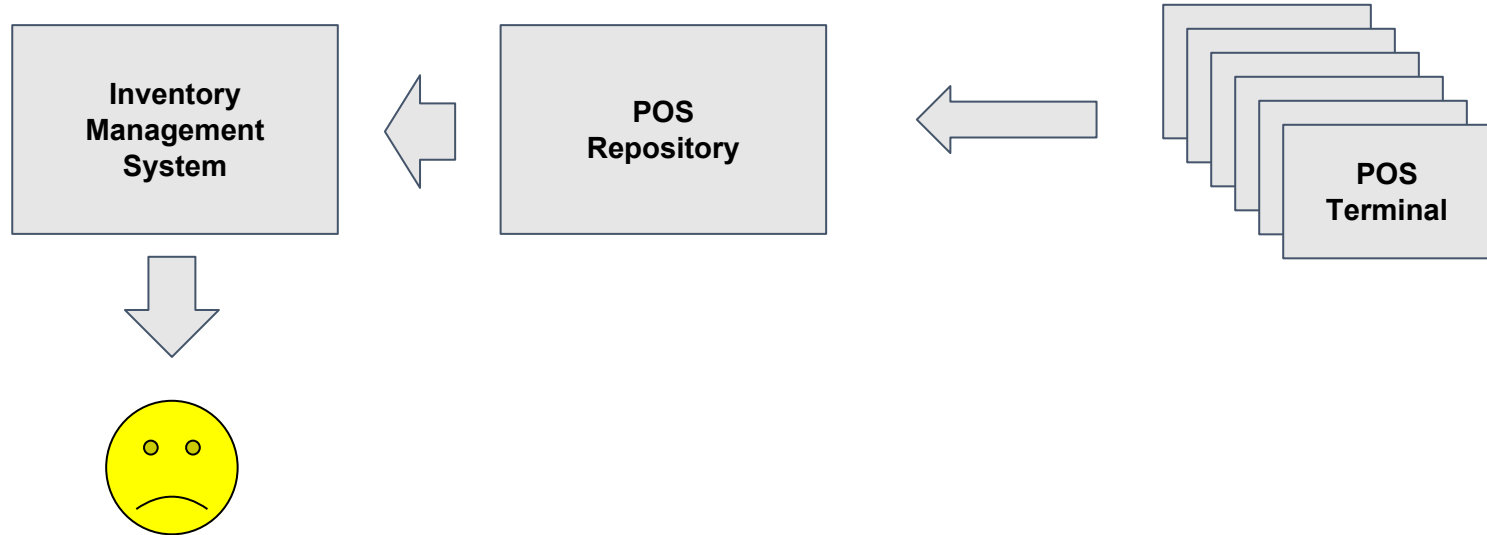 Inventory
Management
System
POS
Repository
POS
Terminal